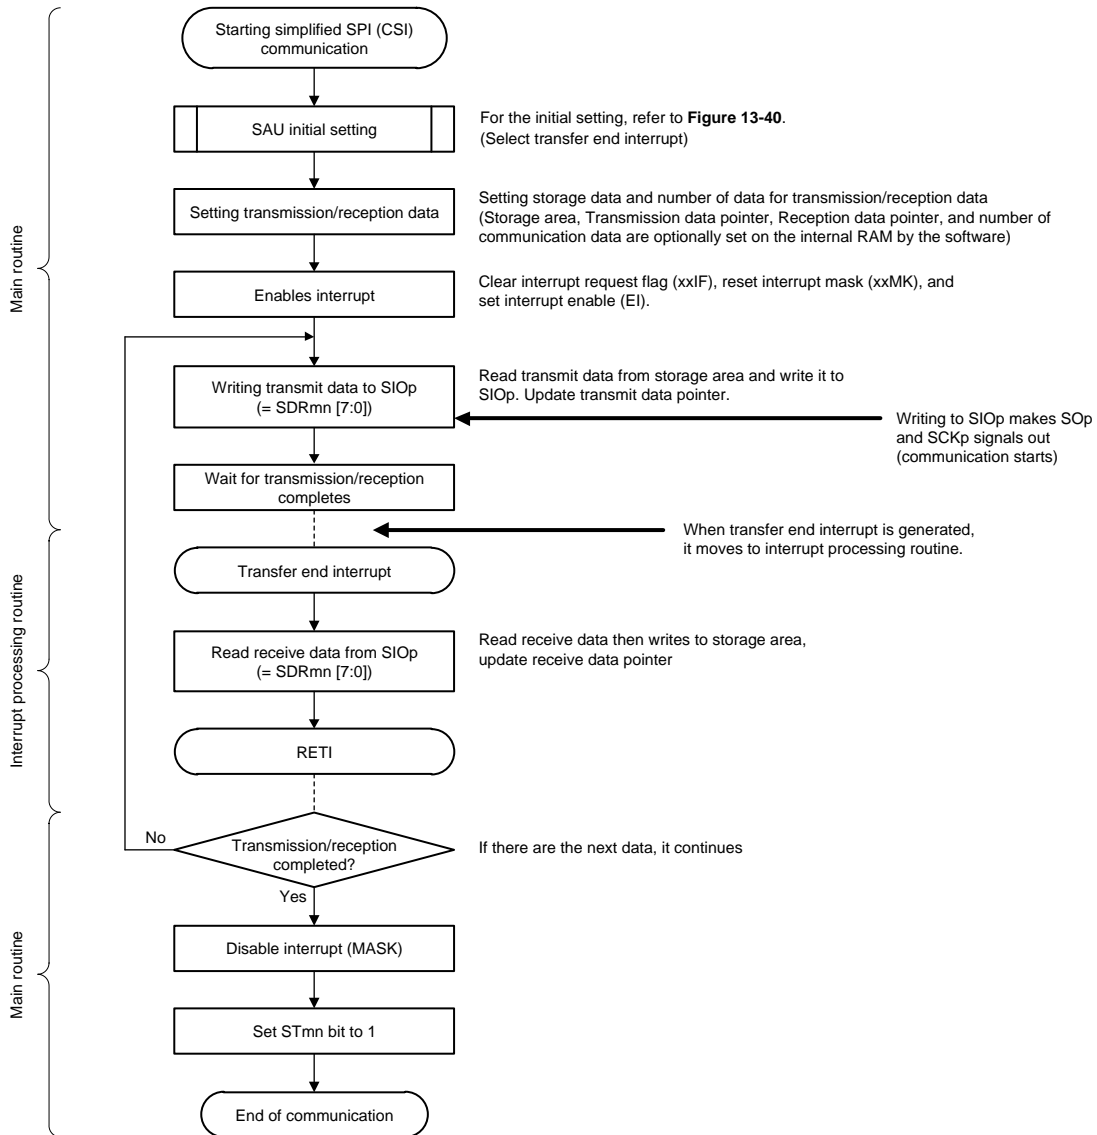 Starting simplified SPI (CSI)
communication
SAU initial setting
For the initial setting, refer to Figure 13-40.
(Select transfer end interrupt)
Setting transmission/reception data
Setting storage data and number of data for transmission/reception data
(Storage area, Transmission data pointer, Reception data pointer, and number of
communication data are optionally set on the internal RAM by the software)
Main routine
Enables interrupt
Clear interrupt request flag (xxIF), reset interrupt mask (xxMK), and
set interrupt enable (EI).
Writing transmit data to SIOp
(= SDRmn [7:0])
Read transmit data from storage area and write it to
SIOp. Update transmit data pointer.
Writing to SIOp makes SOp
and SCKp signals out
(communication starts)
Wait for transmission/reception
completes
When transfer end interrupt is generated,
it moves to interrupt processing routine.
Transfer end interrupt
Interrupt processing routine
Read receive data from SIOp
(= SDRmn [7:0])
Read receive data then writes to storage area,
update receive data pointer
RETI
No
Transmission/reception
completed?
If there are the next data, it continues
Yes
Main routine
Disable interrupt (MASK)
Set STmn bit to 1
End of communication